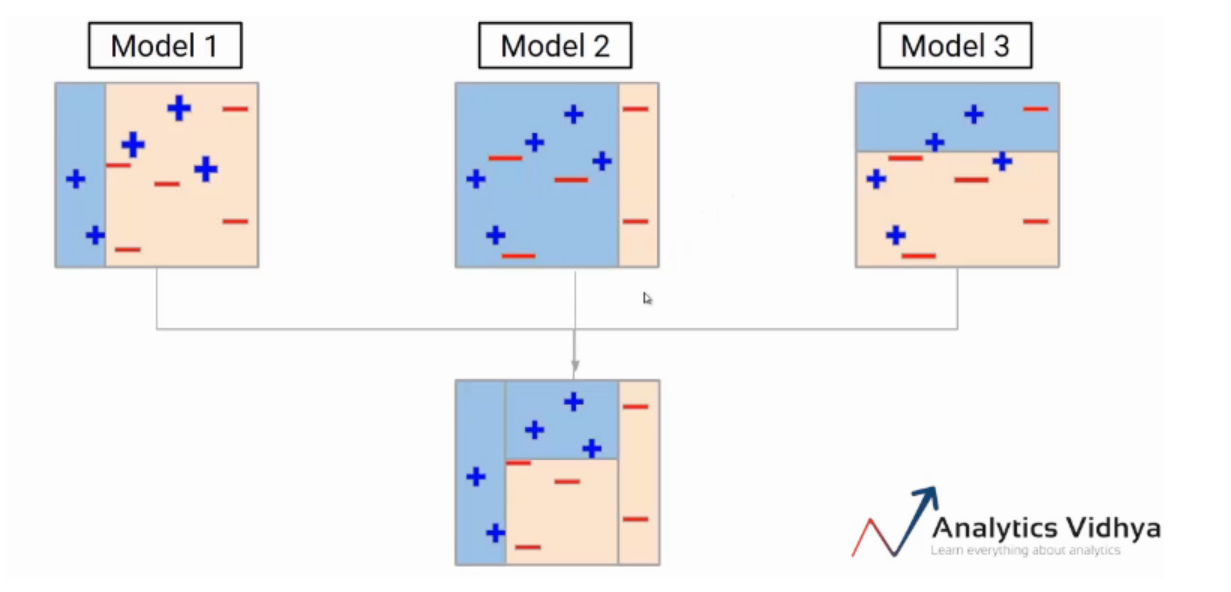 Model 1
Model 2
Model 3
Analytics Vidhya
Learn everything about analytics